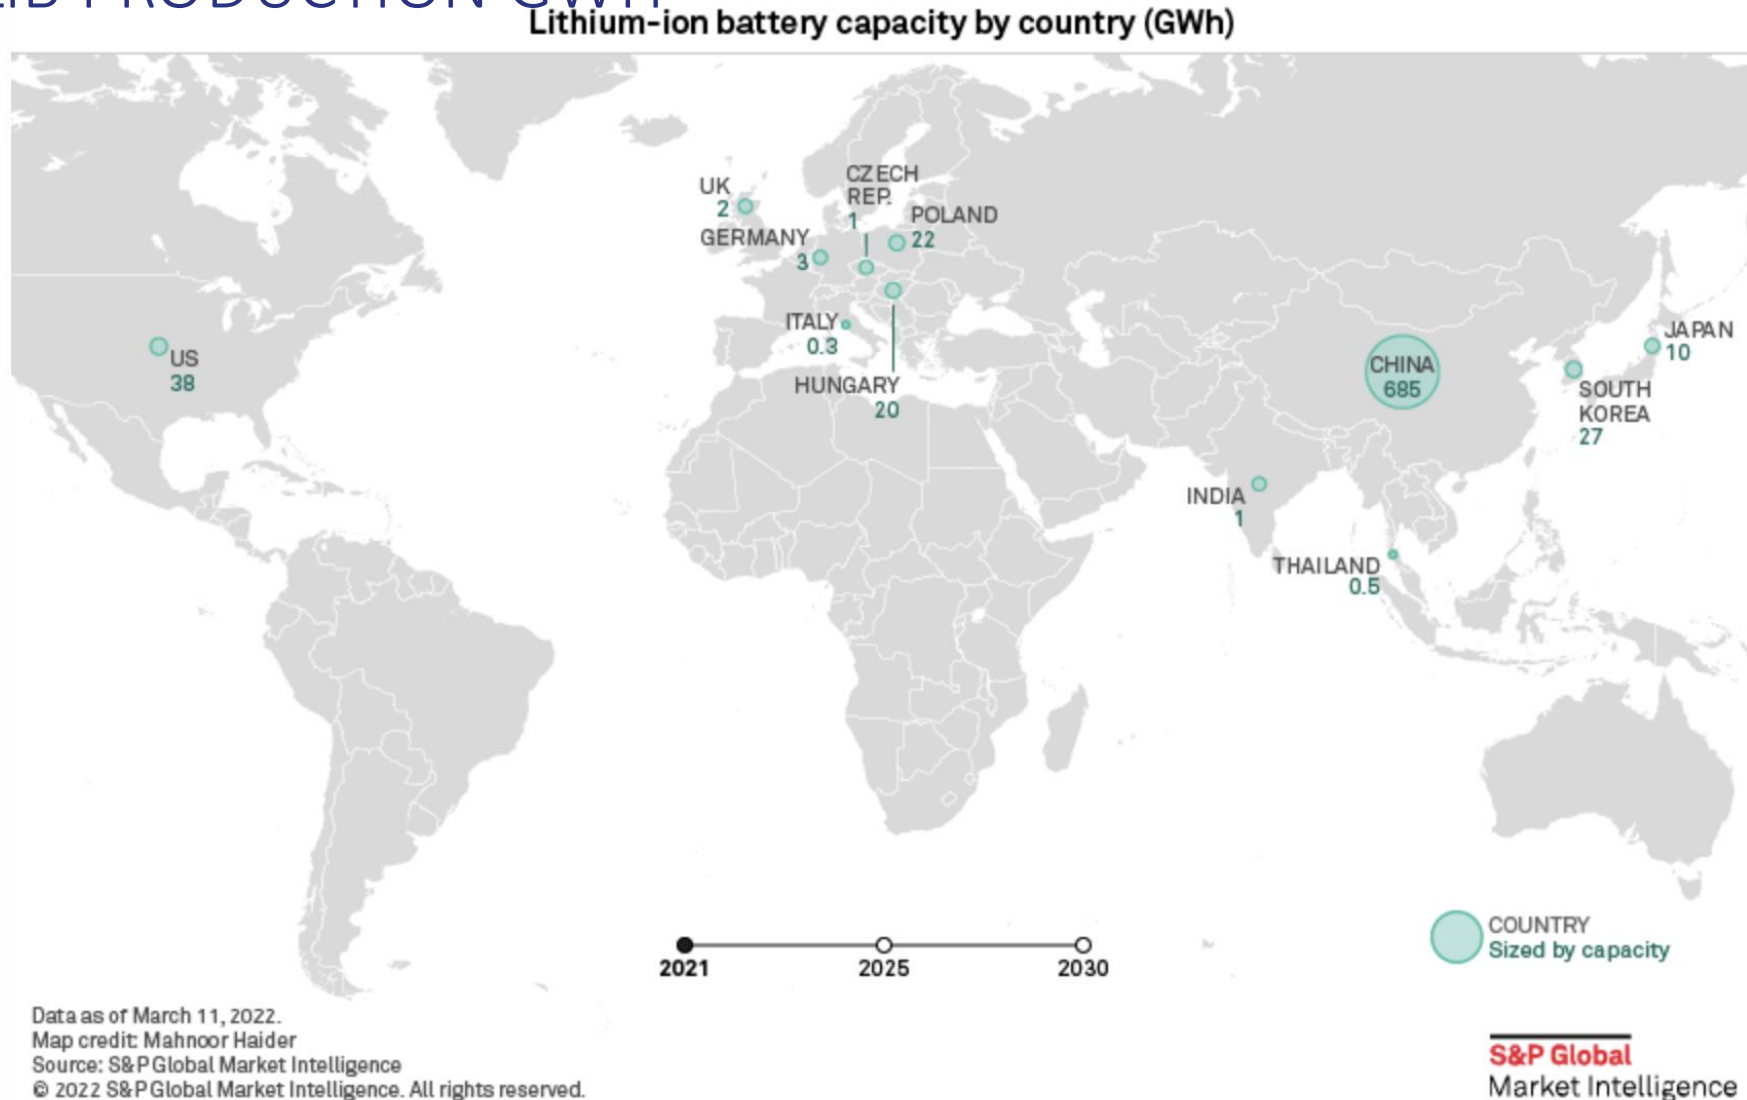 LIB PRODUCTION GWH
Lithium-ion battery capacity by country (GWh)
CZECH
REP.
1
UK
2
POLAND
22
GERMANY
3
ITALY
0.3
HUNGARY
20
US
38
CHINA
685
JAPAN
10
SOUTH
KOREA
27
INDIA
1
THAILAND
0.5
COUNTRY
Sized by capacity
2021 2025 2030
Data as of March 11, 2022.
Map credit: Mahnoor Haider
Source: S&P Global Market Intelligence
© 2022 S&P Global Market Intelligence. All rights reserved.
S&P Global
Market Intelligence